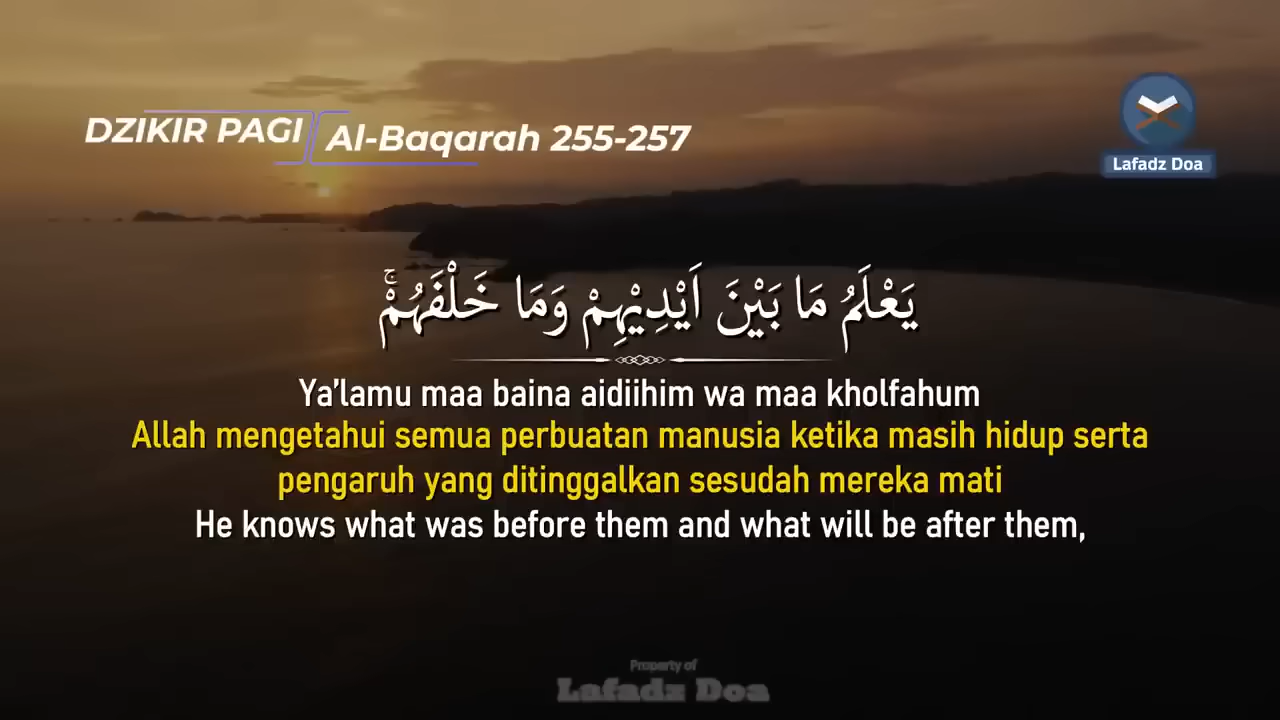 DZIKIR PAGI
Al-Baqarah 255-257
Lafadz Doa
يَعْلَمُ مَا بَيْنَ اَيْدِيْهِمْ وَمَا خَلْفَهُمْۚ
Ya'lamu maa baina aidiihim wa maa kholfahum
Allah mengetahui semua perbuatan manusia ketika masih hidup serta
pengaruh yang ditinggalkan sesudah mereka mati
He knows what was before them and what will be after them,
Property of
Lafadz Doa